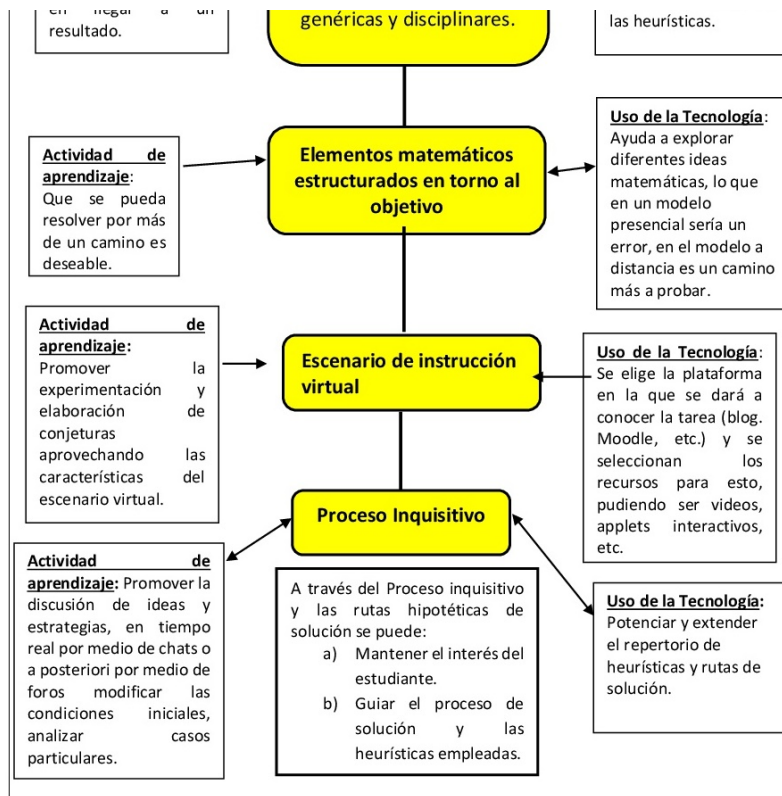 en llegar a un
resultado.
genéricas y disciplinares.
las heurísticas.
Actividad de
aprendizaje:
Que se pueda
resolver por más
de un camino es
deseable.
Elementos matemáticos
estructurados en torno al
objetivo
Uso de la Tecnología:
Ayuda a explorar
diferentes ideas
matemáticas, lo que
en un modelo
presencial sería un
error, en el modelo a
distancia es un camino
más a probar.
Actividad de
aprendizaje:
Promover la
experimentación y
elaboración de
conjeturas
aprovechando las
características del
escenario virtual.
Escenario de instrucción
virtual
Uso de la Tecnología:
Se elige la plataforma
en la que se dará a
conocer la tarea (blog.
Moodle, etc.) y se
seleccionan los
recursos para esto,
pudiendo ser videos,
applets interactivos,
etc.
Proceso Inquisitivo
Actividad de
aprendizaje: Promover la
discusión de ideas y
estrategias, en tiempo
real por medio de chats o
a posteriori por medio de
foros modificar las
condiciones iniciales,
analizar casos
particulares.
A través del Proceso inquisitivo
y las rutas hipotéticas de
solución se puede:
a) Mantener el interés del
estudiante.
b) Guiar el proceso de
solución y las
heurísticas empleadas.
Uso de la Tecnología:
Potenciar y extender
el repertorio de
heurísticas y rutas de
solución.